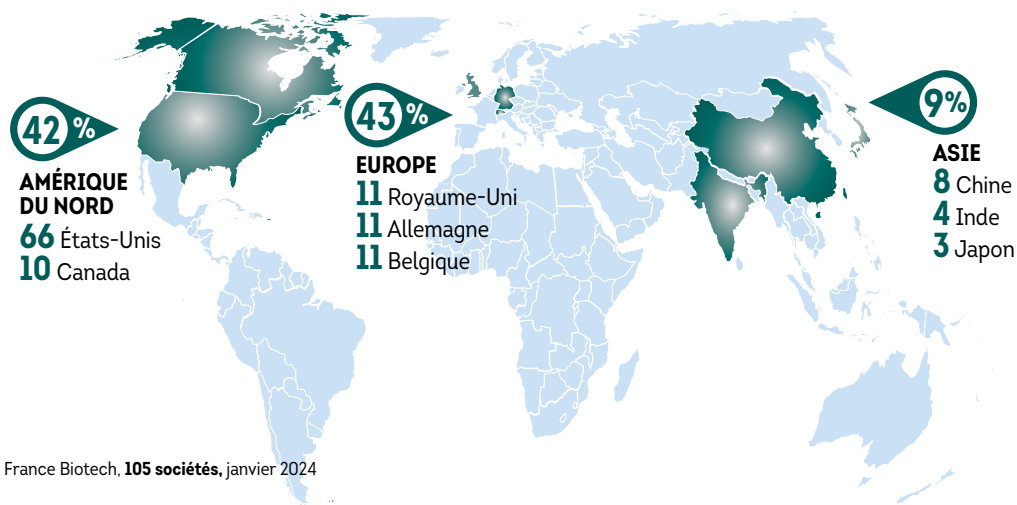 42 %
AMÉRIQUE
DU NORD
66 États-Unis
10 Canada
43 %
EUROPE
11 Royaume-Uni
11 Allemagne
11 Belgique
9%
ASIE
8 Chine
4 Inde
3 Japon
France Biotech, 105 sociétés, janvier 2024